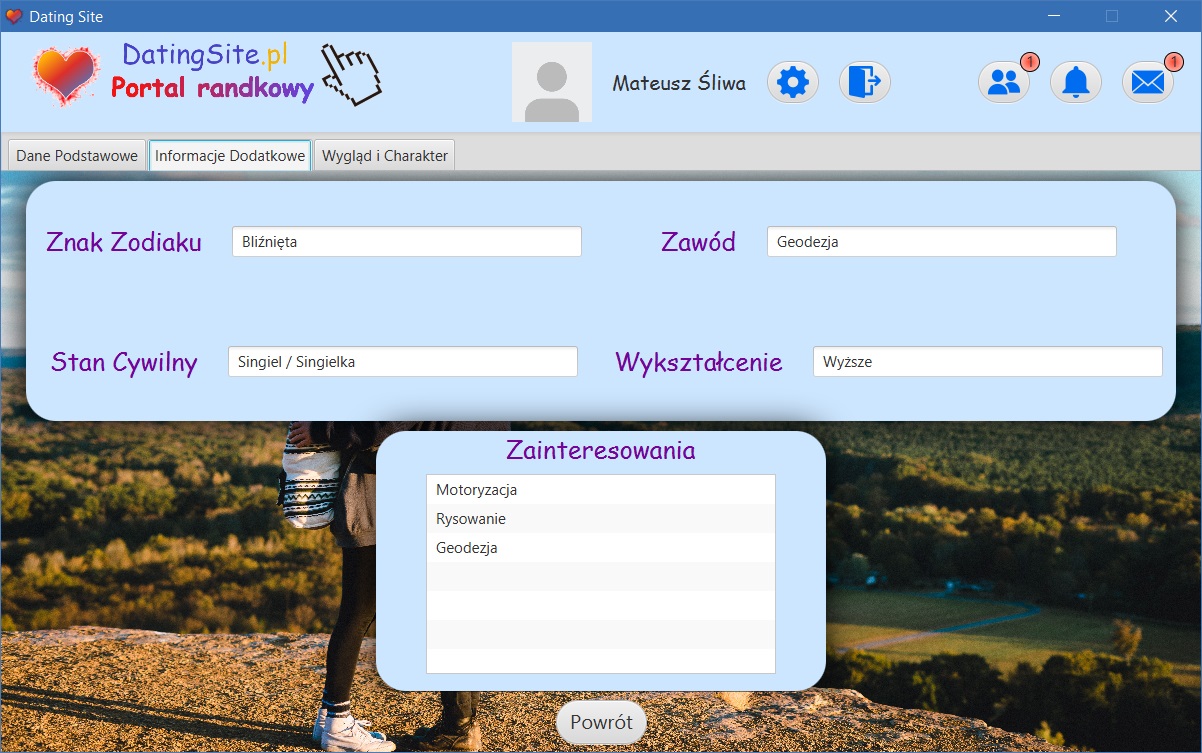 Dating Site
DatingSite.pl
Portal randkowy
Mateusz Śliwa
1
1
Dane Podstawowe
Informacje Dodatkowe
Wygląd i Charakter
Znak Zodiaku
Bliźnięta
Zawód
Geodezja
Stan Cywilny
Singiel / Singielka
Wykształcenie
Wyższe
Zainteresowania
Motoryzacja
Rysowanie
Geodezja
Powrót